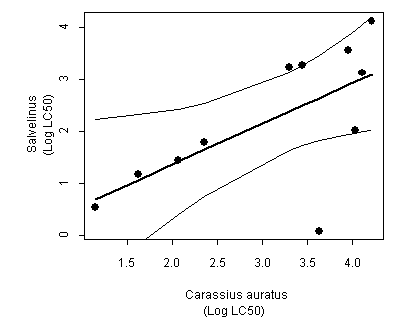 4
3
2
1
0
Salvelinus
(Log LC50)
1.5 2.0 2.5 3.0 3.5 4.0
Carassius auratus
(Log LC50)